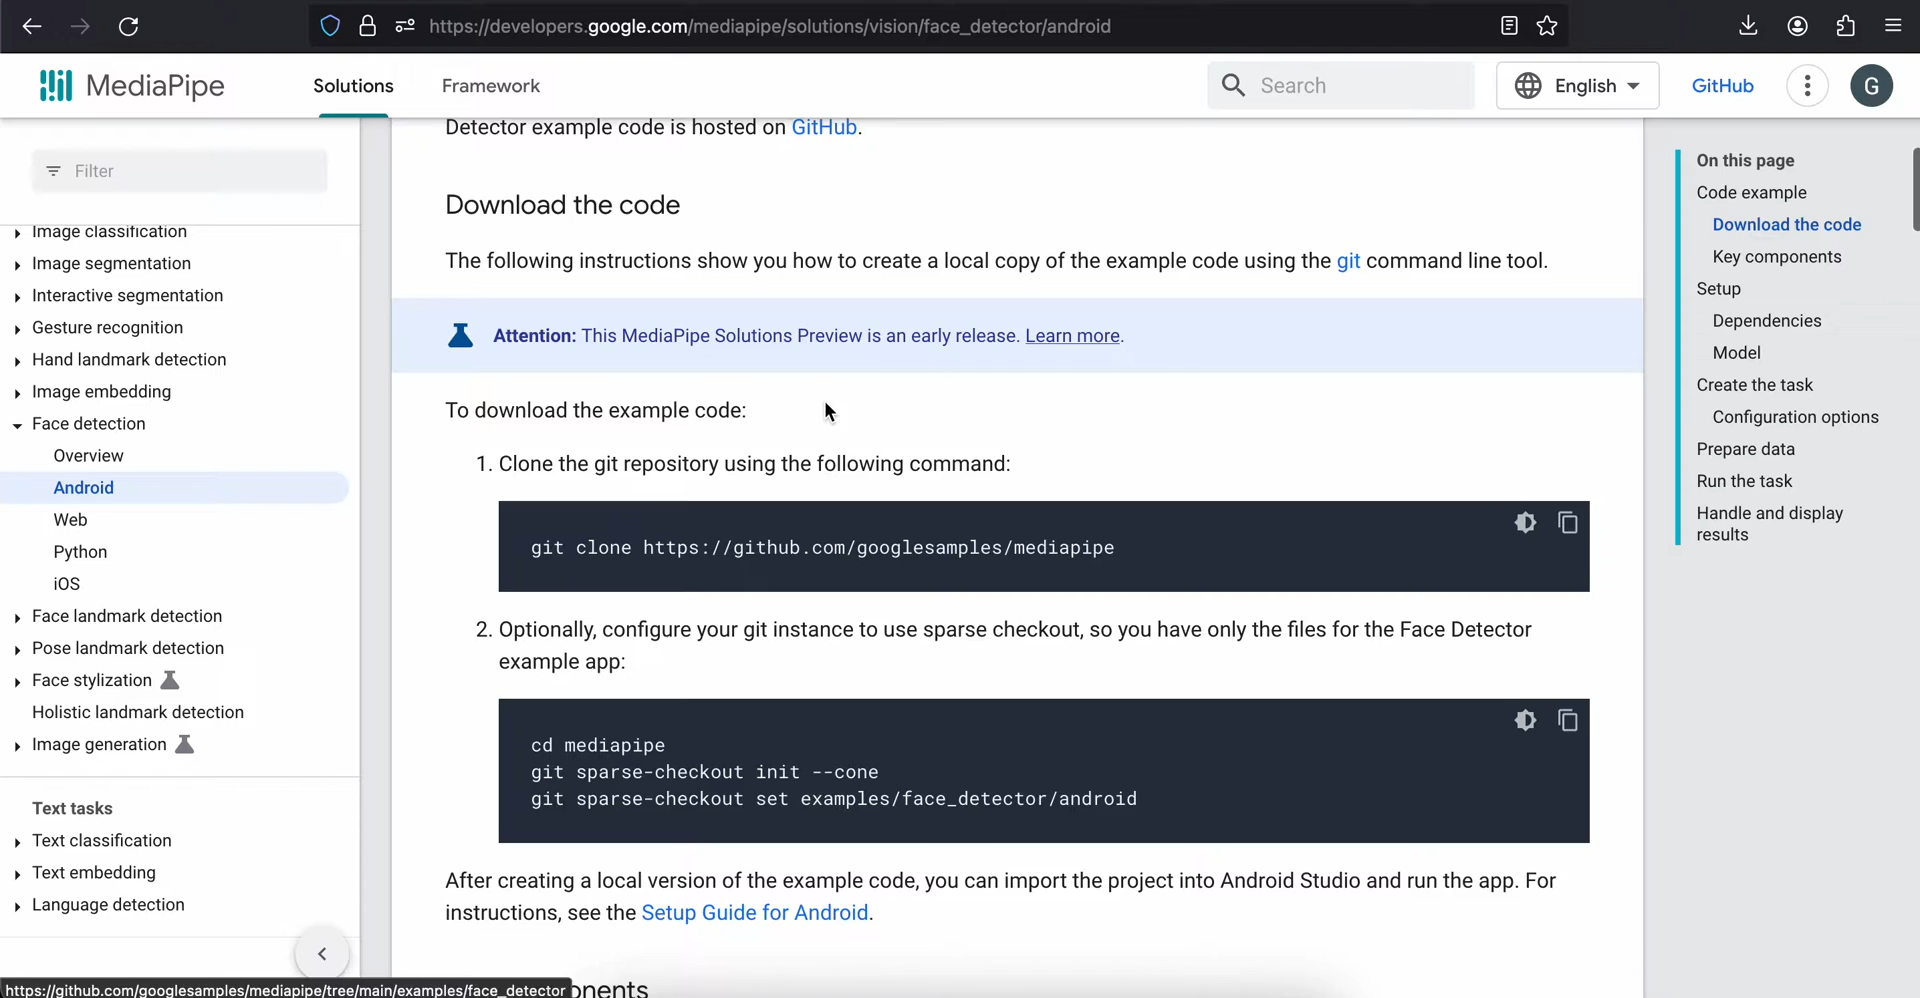 https://developers.google.com/mediapipe/solutions/vision/face_detector/android
MediaPipe
Solutions
Framework
Search
English
GitHub
G
Filter
Image classification
Image segmentation
Interactive segmentation
Gesture recognition
Hand landmark detection
Image embedding
Face detection
Overview
Android
Web
Python
iOS
Face landmark detection
Pose landmark detection
Face stylization
Holistic landmark detection
Image generation
Text tasks
Text classification
Text embedding
Language detection
Detector example code is hosted on GitHub.
Download the code
The following instructions show you how to create a local copy of the example code using the git command line tool.
Attention: This MediaPipe Solutions Preview is an early release. Learn more.
To download the example code:
1. Clone the git repository using the following command:
git clone https://github.com/googlesamples/mediapipe
2. Optionally, configure your git instance to use sparse checkout, so you have only the files for the Face Detector
example app:
cd mediapipe
git sparse-checkout init --cone
git sparse-checkout set examples/face_detector/android
After creating a local version of the example code, you can import the project into Android Studio and run the app. For
instructions, see the Setup Guide for Android.
On this page
Code example
Download the code
Key components
Setup
Dependencies
Model
Create the task
Configuration options
Prepare data
Run the task
Handle and display
results
https://github.com/googlesamples/mediapipe/tree/main/examples/face_detector